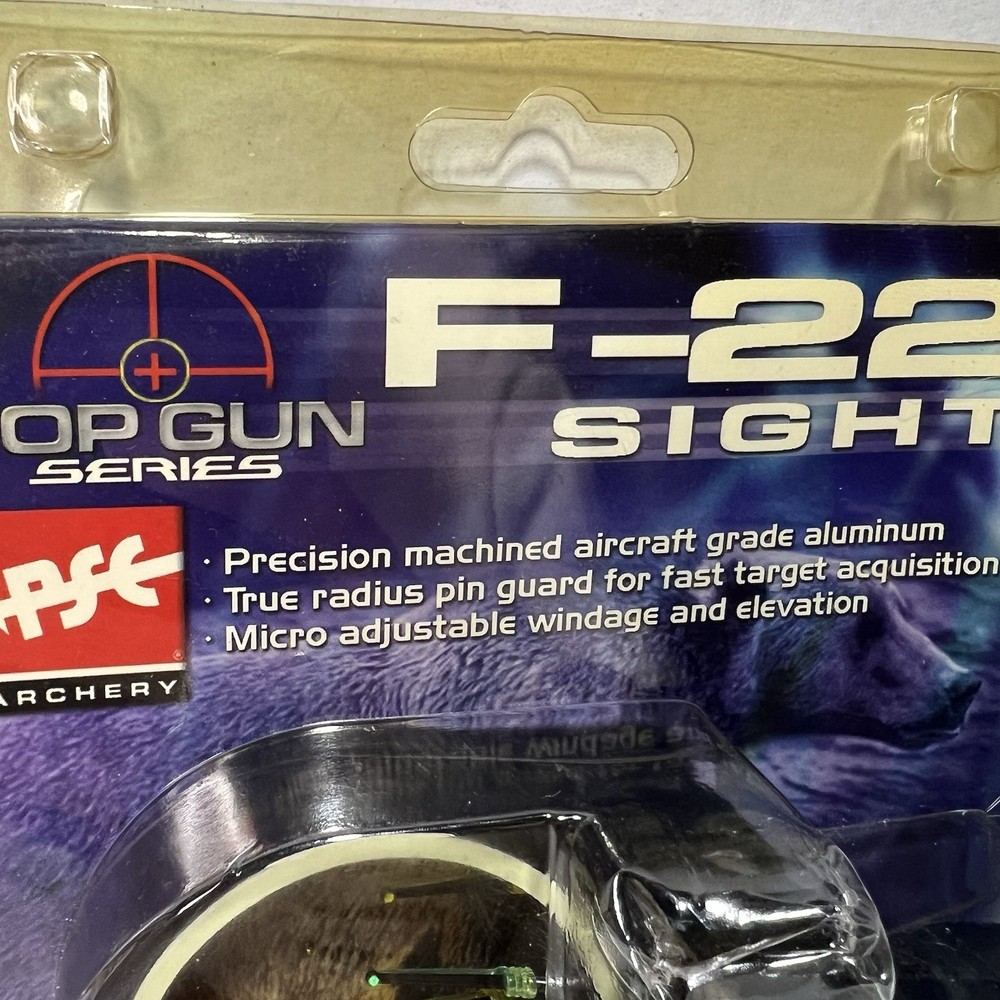 F-22
SIGHT
OP GUN
SERIES
PSE
ARCHERY
· Precision machined aircraft grade aluminum
· True radius pin guard for fast target acquisition
· Micro adjustable windage and elevation